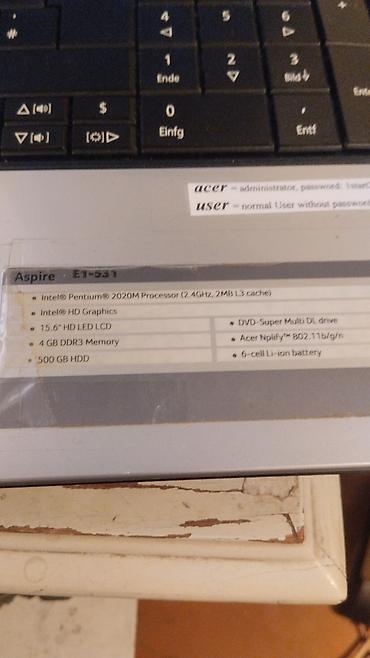 ' 4 5 6 +
#
1 2 3
Ende Bild
$ 0 ,
Einfg Entf
acer = administrator, password:
user = normal User without password
Aspire E1-531
• Intel® Pentium® 2020M Processor (2.4GHz, 2MB L3 cache)
• Intel® HD Graphics
• 15.6" HD LED LCD
• 4 GB DDR3 Memory
• 500 GB HDD
• DVD-Super Multi DL drive
• Acer Nplify™ 802.11b/g/n
• 6-cell Li-ion battery